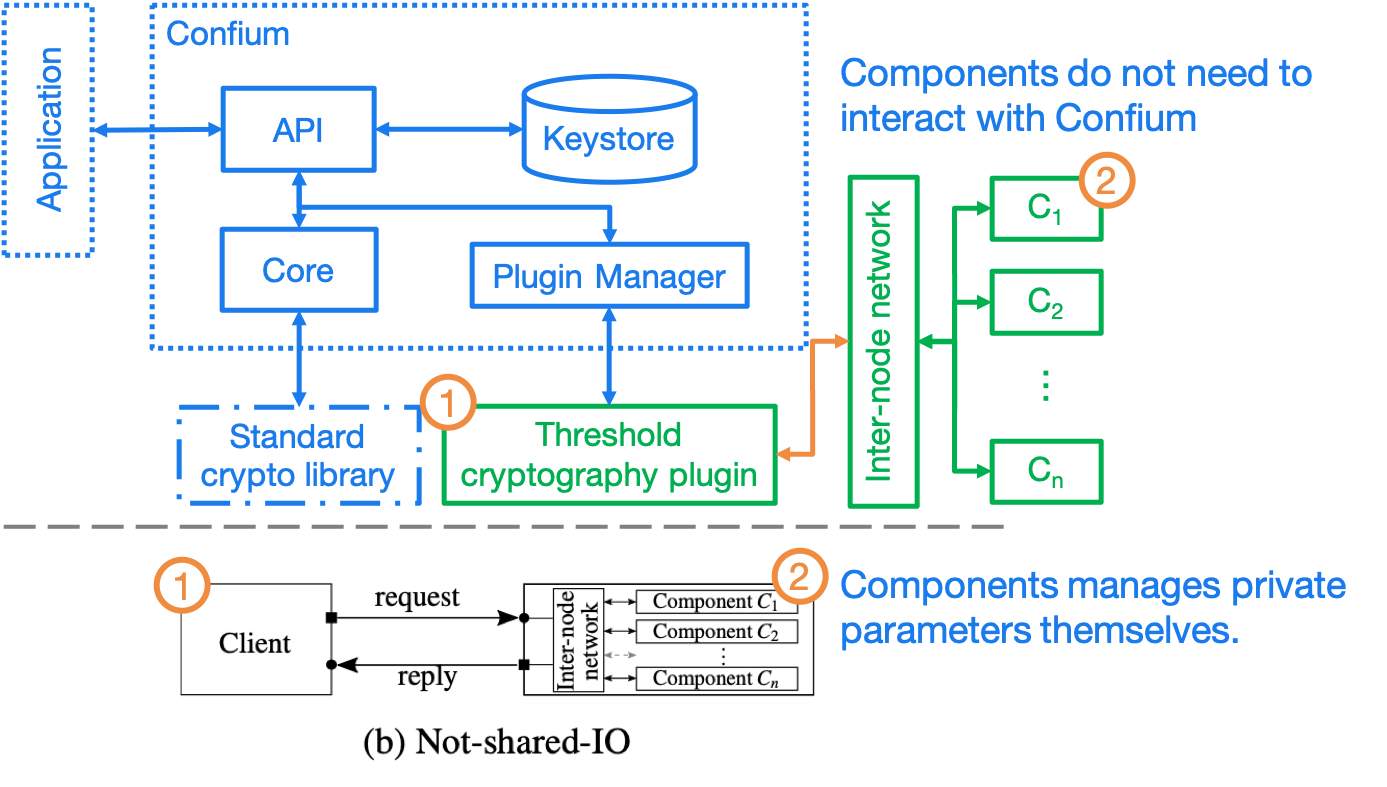 Confium
Application
API
Keystore
Core
Plugin Manager
Components do not need to
interact with Confium
Inter-node network
2
C1
C2
⋮
Cn
1
Standard
crypto library
Threshold
cryptography plugin
1
Client
request
reply
Inter-node
network
2
Component C1
Component C2
⋮
Component Cn
Components manages private
parameters themselves.
(b) Not-shared-IO